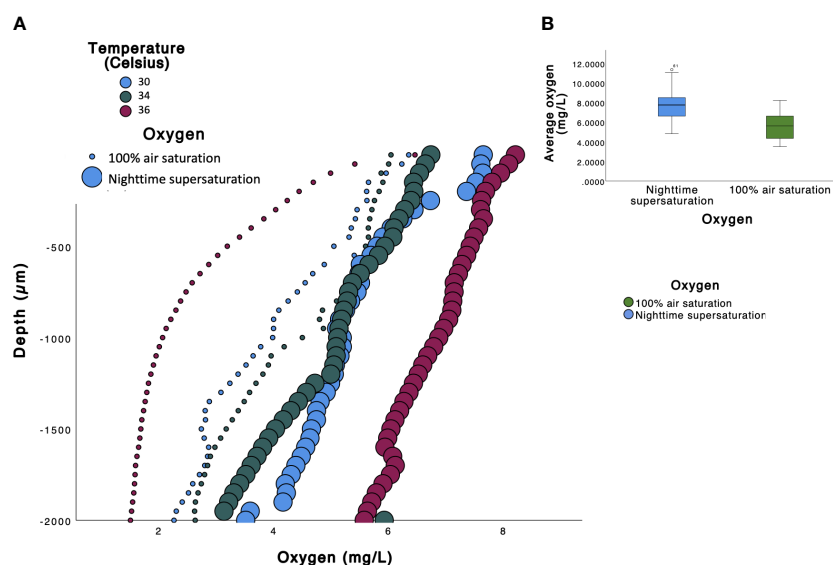 A
Temperature
(Celsius)
30
34
36
Oxygen
100% air saturation
Nighttime supersaturation
-500
-1000
-1500
-2000
Depth (µm)
2
4
6
8
Oxygen (mg/L)
B
12.0000
10.0000
8.0000
6.0000
4.0000
2.0000
.0000
Average oxygen
(mg/L)
Nighttime
supersaturation
100% air saturation
Oxygen
Oxygen
100% air saturation
Nighttime supersaturation